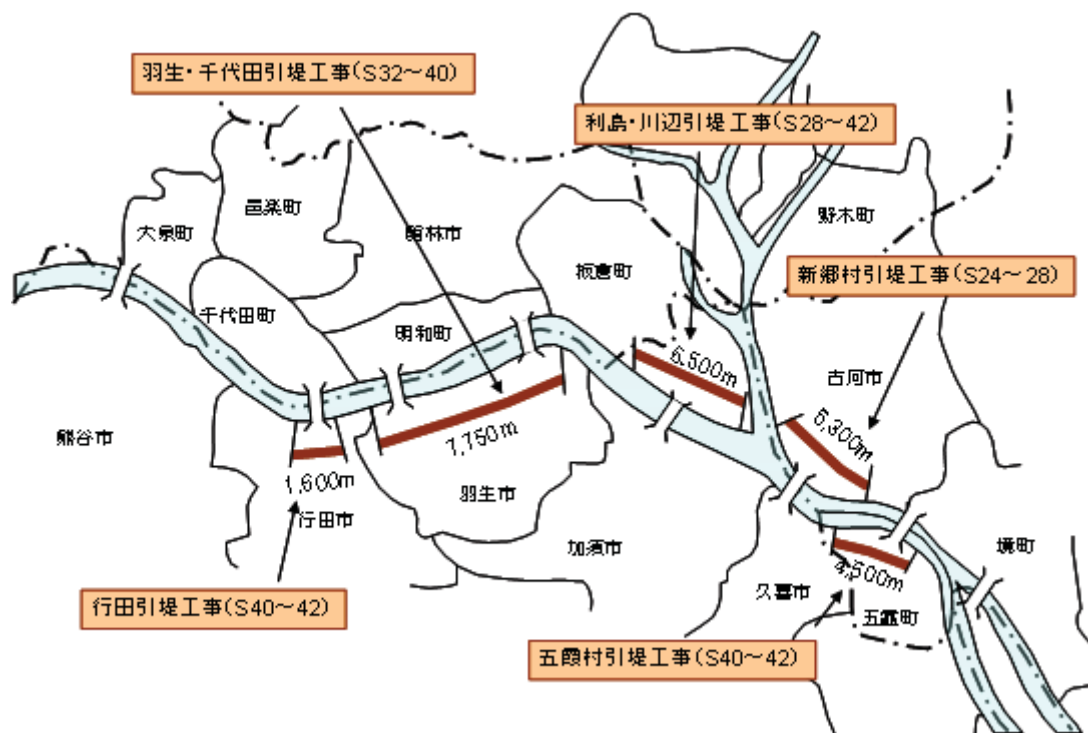 羽生・千代田引堤工事(S32～40)
利島・川辺引堤工事(S28～42)
邑楽町
大泉町
館林市
野木町
板倉町
新郷村引堤工事(S24～28)
千代田町
明和町
6,500m
古河市
熊谷市
7,750m
5,300m
1,600m
羽生市
行田市
加須市
境町
4,500m
久喜市
五霞町
行田引堤工事(S40～42)
五霞村引堤工事(S40～42)